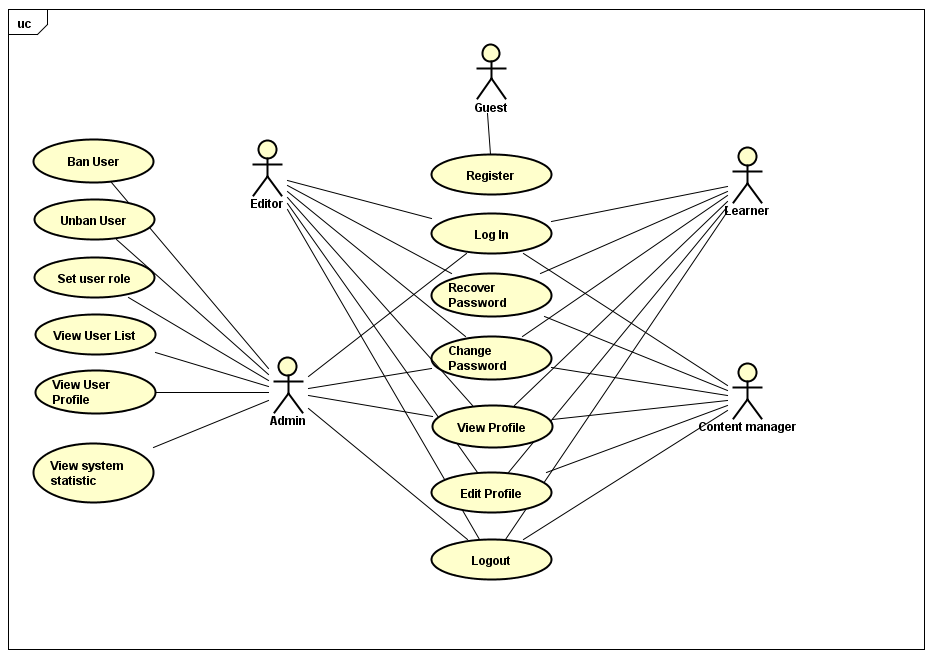 uc
Guest
Ban User
Editor
Register
Learner
Unban User
Log In
Set user role
Recover
Password
View User List
Change
Password
View User
Profile
Admin
View Profile
Content manager
View system
statistic
Edit Profile
Logout